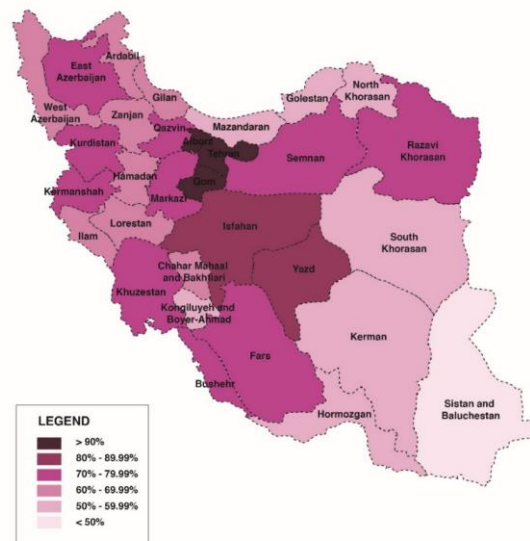 Ardabil
East
Azerbaijan
North
Khorasan
Gilan
Golestan
West
Azerbaijan
Zanjan
Qazvin
Mazandaran
Alborz
Tehran
Razavi
Khorasan
Kurdistan
Semnan
Hamadan
Qom
Kermanshah
Markazi
Lorestan
Isfahan
South
Khorasan
Ilam
Chahar Mahaal
and Bakhtiari
Yazd
Khuzestan
Kohgiluyeh and
Boyer-Ahmad
Kerman
Fars
Bushehr
Sistan and
Baluchestan
Hormozgan
LEGEND
> 90%
80% - 89.99%
70% - 79.99%
60% - 69.99%
50% - 59.99%
< 50%